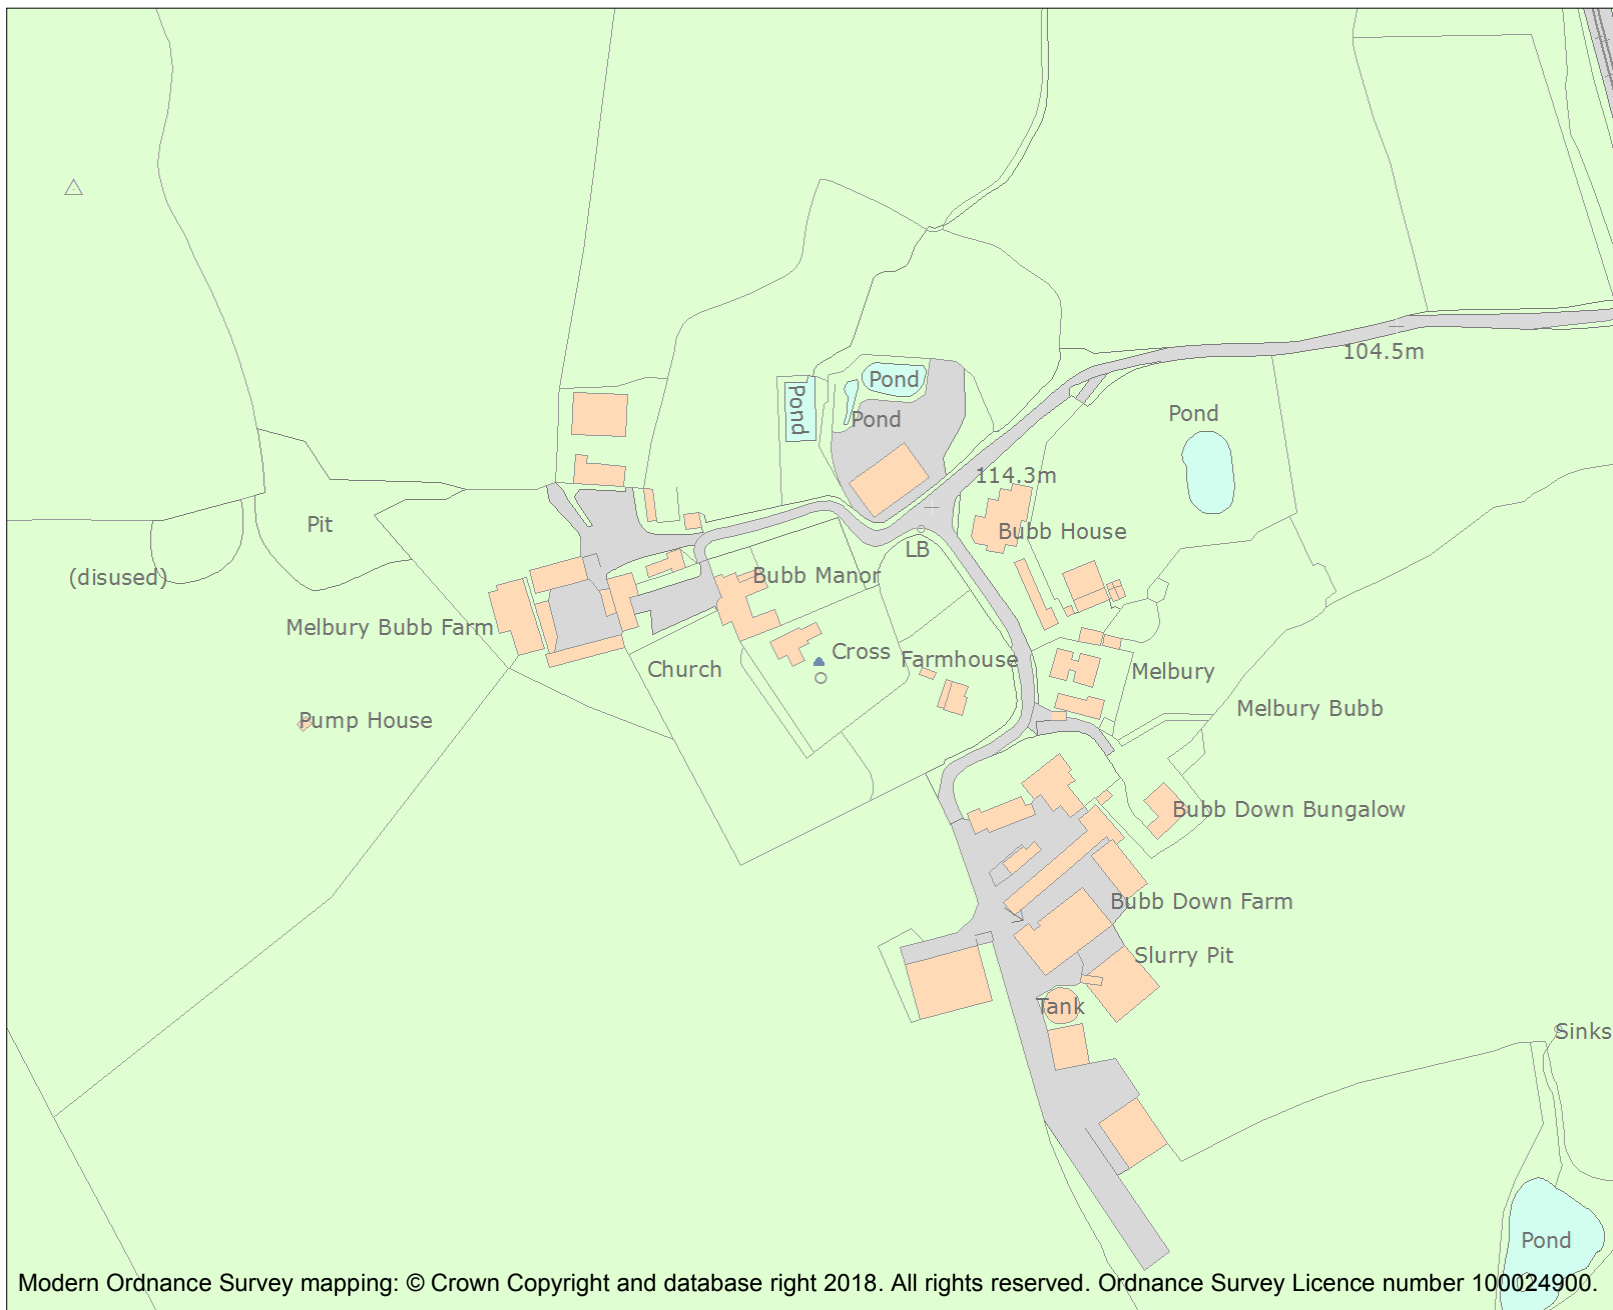 104.5m
Pond
Pond
Pond
Pond
114.3m
Pit
Bubb House
LB
(disused)
Bubb Manor
Melbury Bubb Farm
Cross
Farmhouse
Church
Melbury
Melbury Bubb
Pump House
Bubb Down Bungalow
Bubb Down Farm
Slurry Pit
Tank
Sinks
Pond
Modern Ordnance Survey mapping: © Crown Copyright and database right 2018. All rights reserved. Ordnance Survey Licence number 100024900.